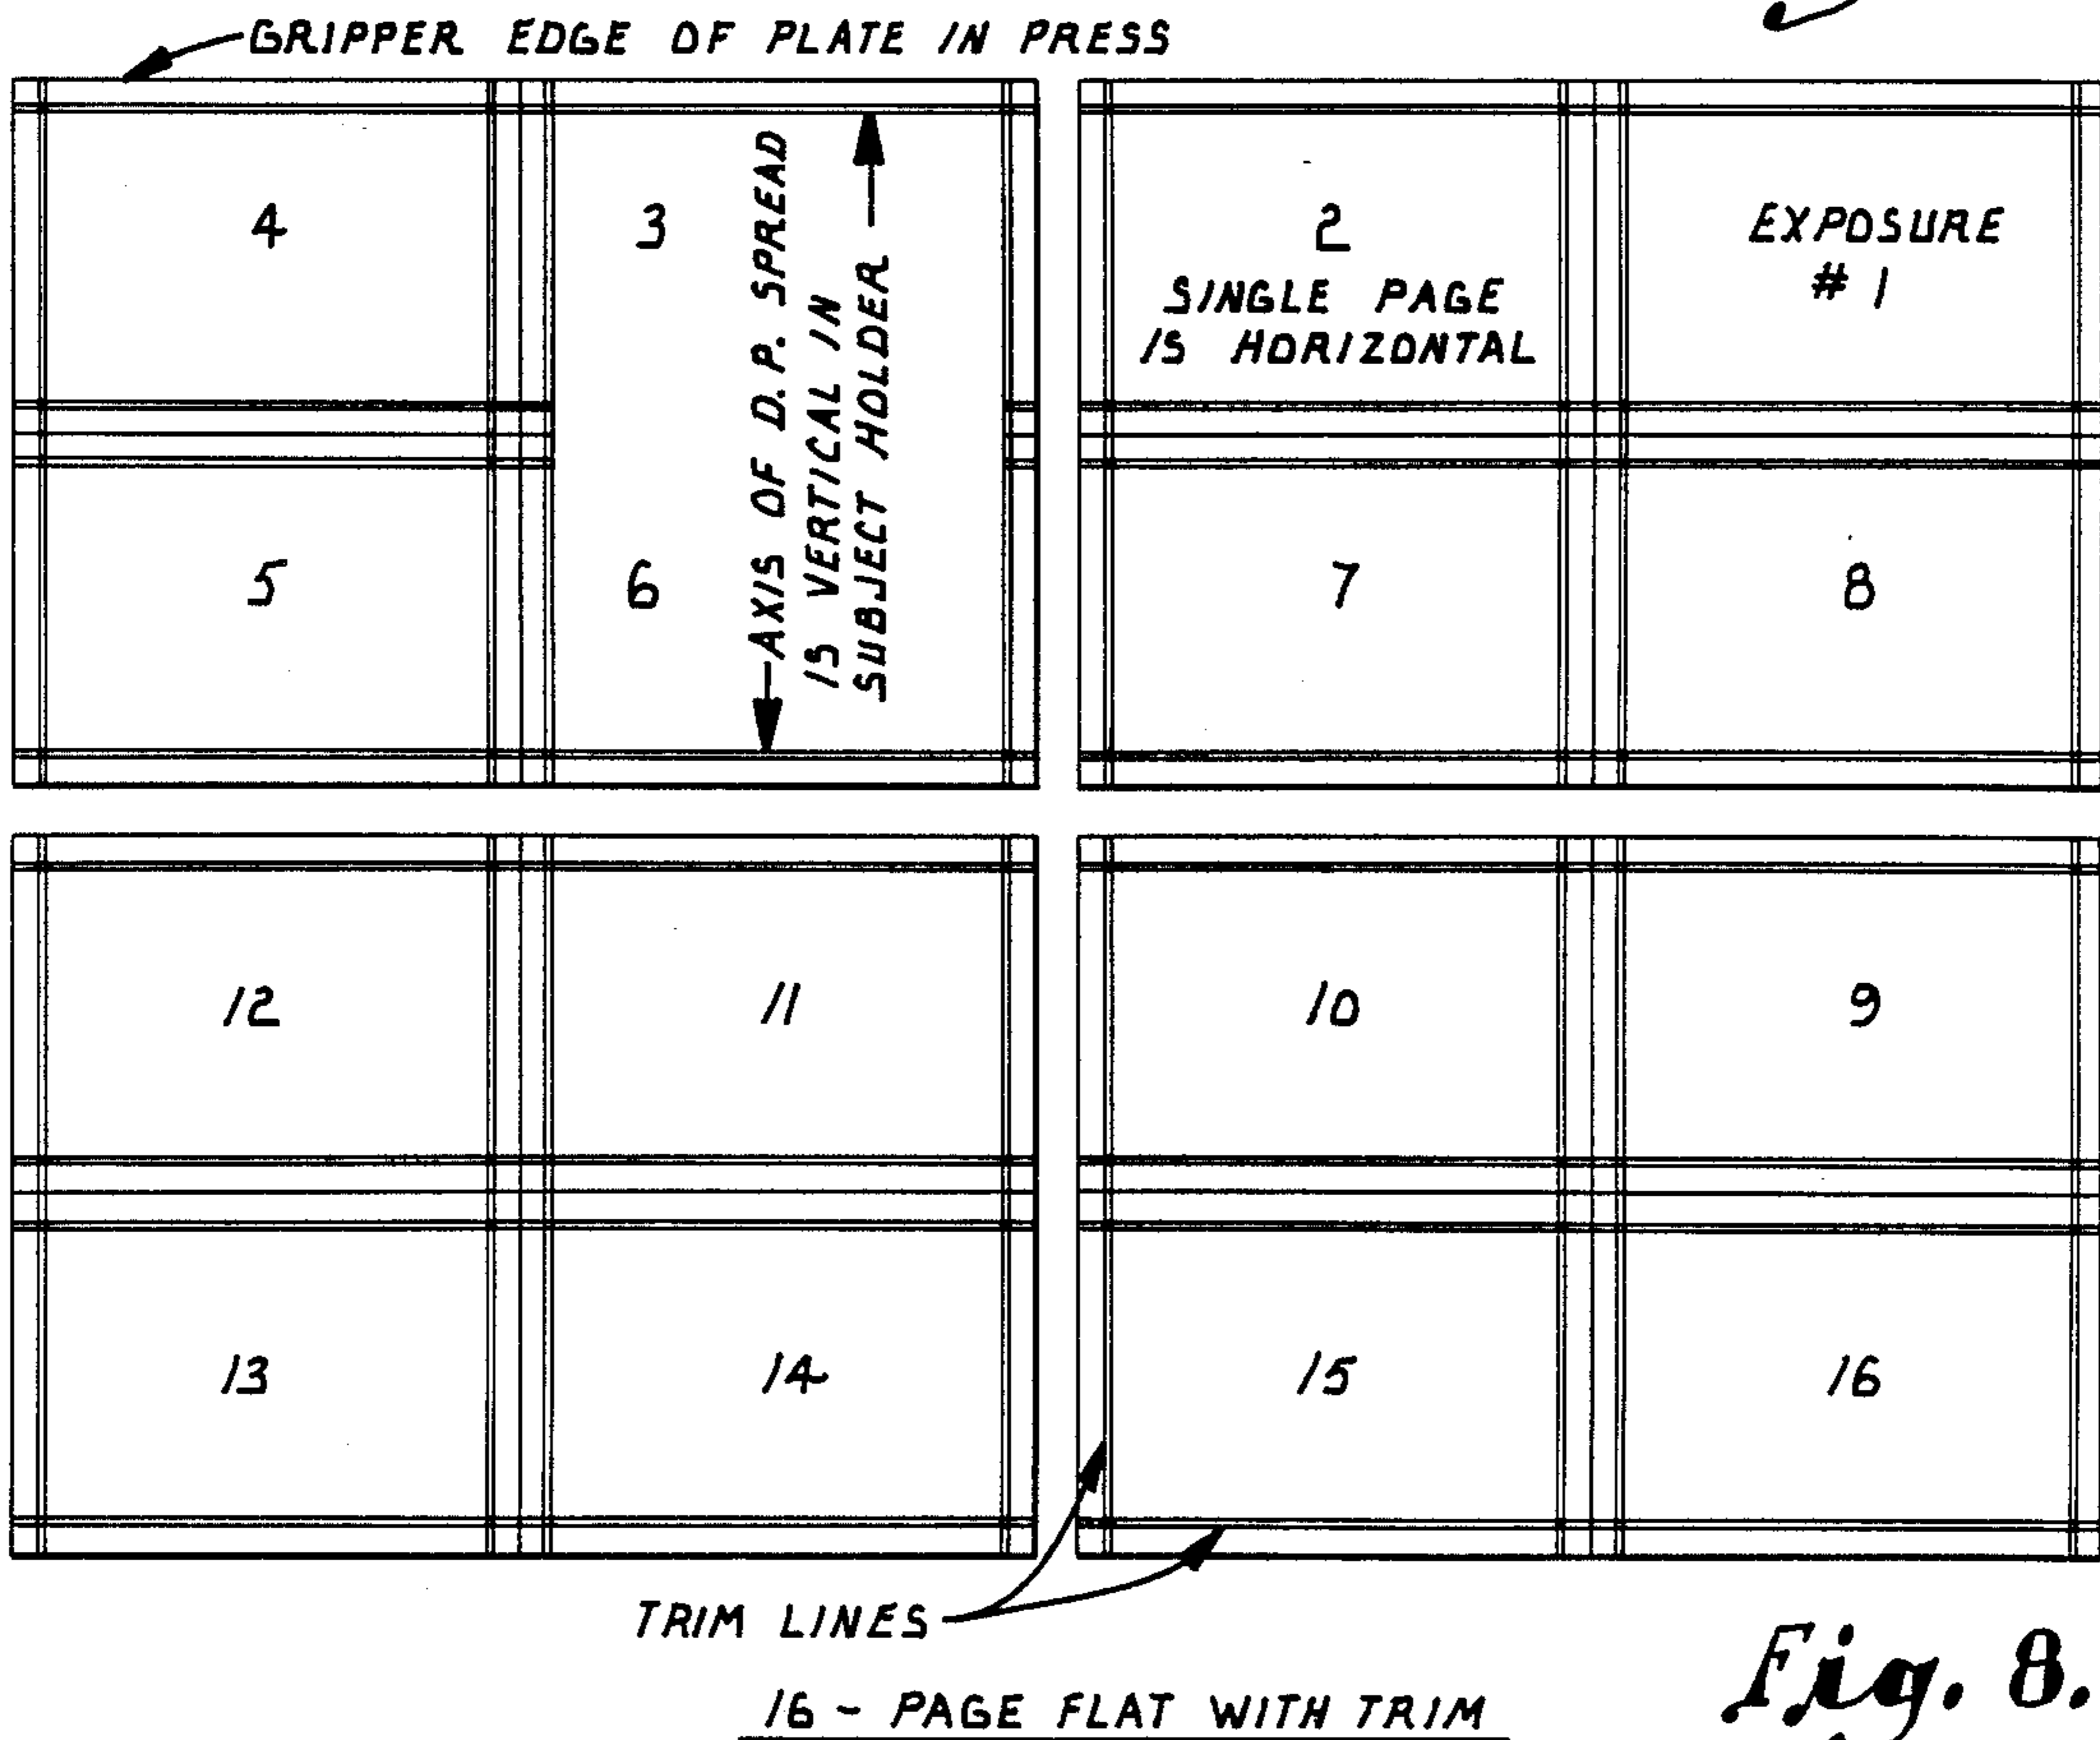 GRIPPER EDGE OF PLATE IN PRESS
4
3
AXIS OF D.P. SPREAD
IS VERTICAL IN
SUBJECT HOLDER
2
SINGLE PAGE
IS HORIZONTAL
EXPOSURE
# 1
5
6
7
8
12
11
10
9
13
14
15
16
TRIM LINES
16 - PAGE FLAT WITH TRIM
Fig. 8.